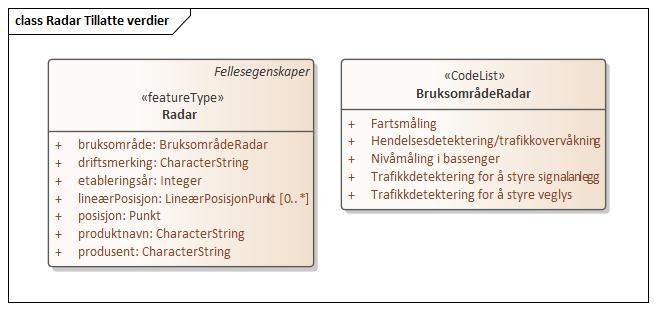 class Radar Tillatte verdier
Fellesegenskaper
«featureType»
Radar
+ bruksområde: BruksområdeRadar
+ driftsmerking: CharacterString
+ etableringsår: Integer
+ lineærPosisjon: LineærPosisjonPunkt [0..*]
+ posisjon: Punkt
+ produktnavn: CharacterString
+ produsent: CharacterString
«CodeList»
BruksområdeRadar
+ Fartsmåling
+ Hendelsesdetektering/trafikkovervåkning
+ Nivåmåling i bassenger
+ Trafikkdetektering for å styre signalanlegg
+ Trafikkdetektering for å styre veglys